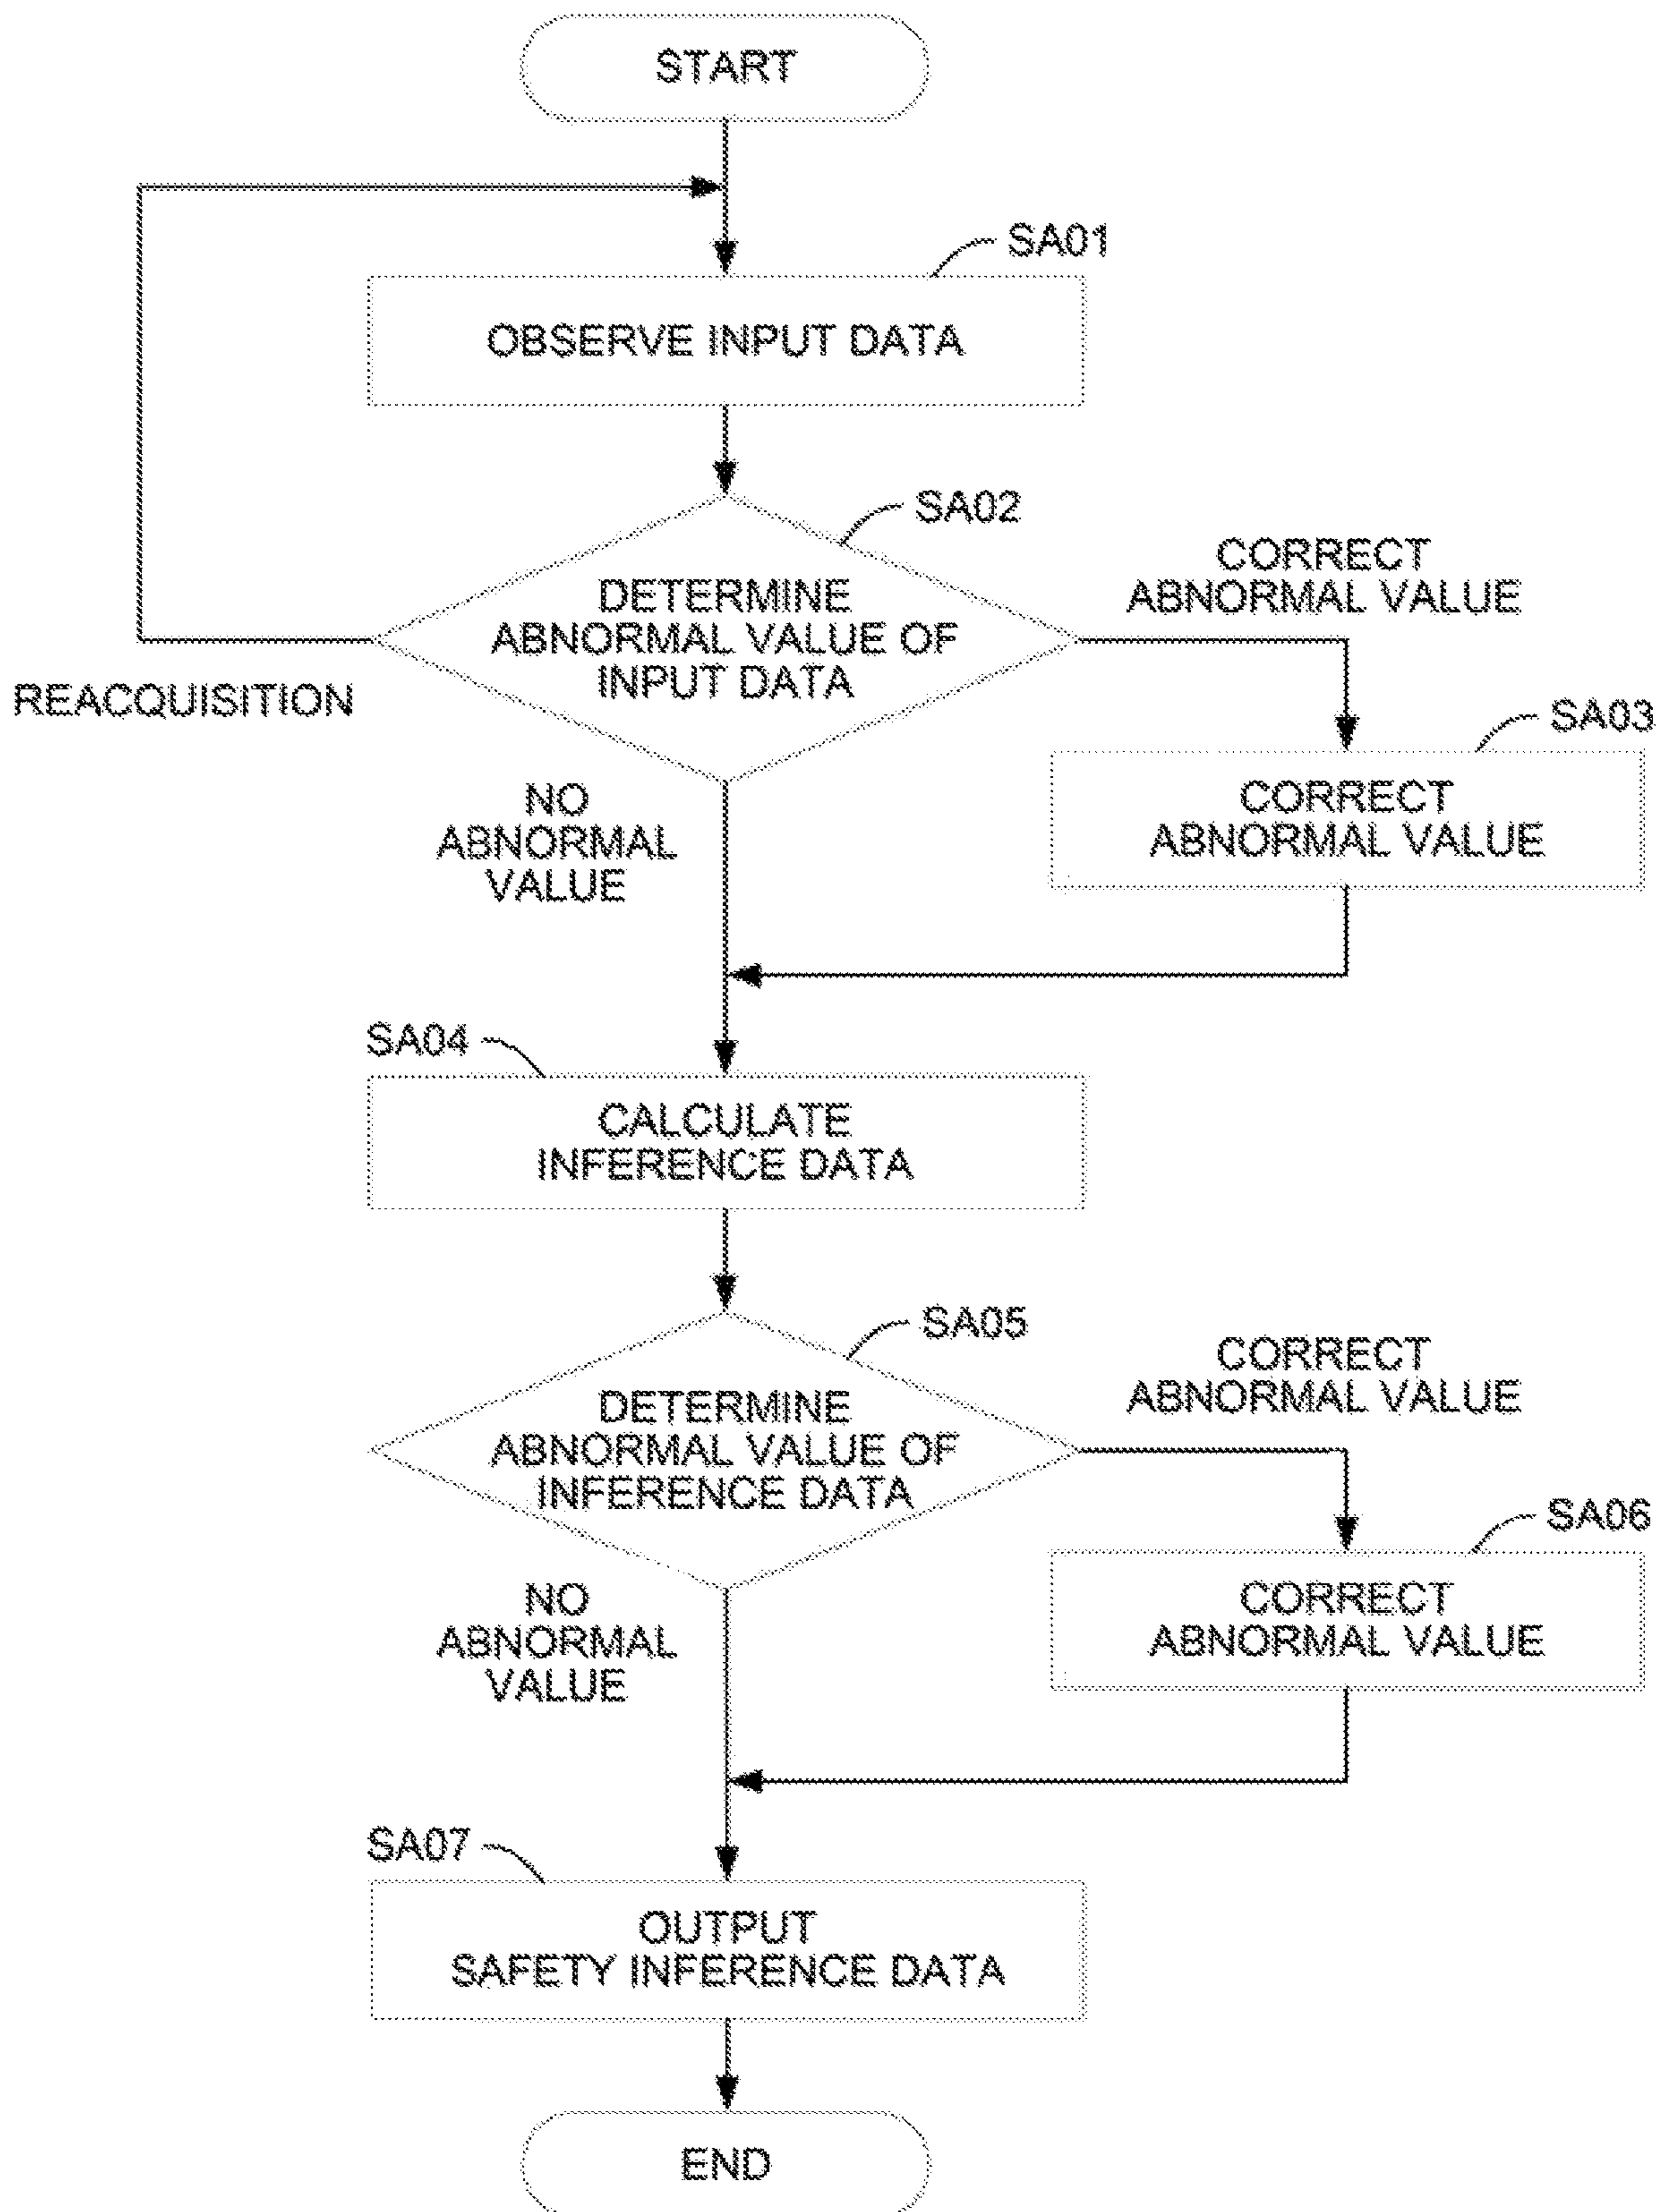 START
SA01
OBSERVE INPUT DATA
SA02
CORRECT
ABNORMAL VALUE
DETERMINE
ABNORMAL VALUE OF
INPUT DATA
REACQUISITION
SA03
NO
ABNORMAL
VALUE
CORRECT
ABNORMAL VALUE
SA04
CALCULATE
INFERENCE DATA
SA05
CORRECT
ABNORMAL VALUE
DETERMINE
ABNORMAL VALUE OF
INFERENCE DATA
SA06
NO
ABNORMAL
VALUE
CORRECT
ABNORMAL VALUE
SA07
OUTPUT
SAFETY INFERENCE DATA
END